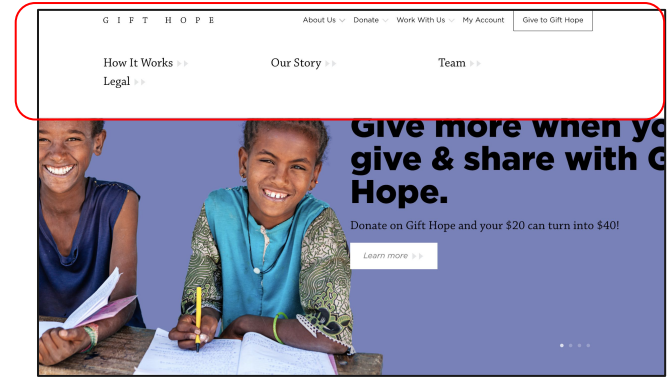 GIFT HOPE About Us Donate Work With Us My Account Give to Gift Hope
How It Works Our Story Team
Legal
Give more when yo
give & share with G
Hope.
Donate on Gift Hope and your $20 can turn into $40!
Learn more